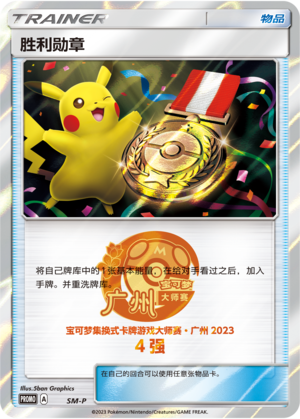 TRAINER
物品
胜利勋章
将自己牌库中的1张基本能量，在给对手看过之后，加入
手牌。并重洗牌库。
宝可梦
广州
大师赛
宝可梦集换式卡牌游戏大师赛·广州 2023
4 强
Illus.5ban Graphics
PROMO A SM-P
在自己的回合可以使用任意张物品卡。
©2023 Pokémon/Nintendo/Creatures/GAME FREAK.